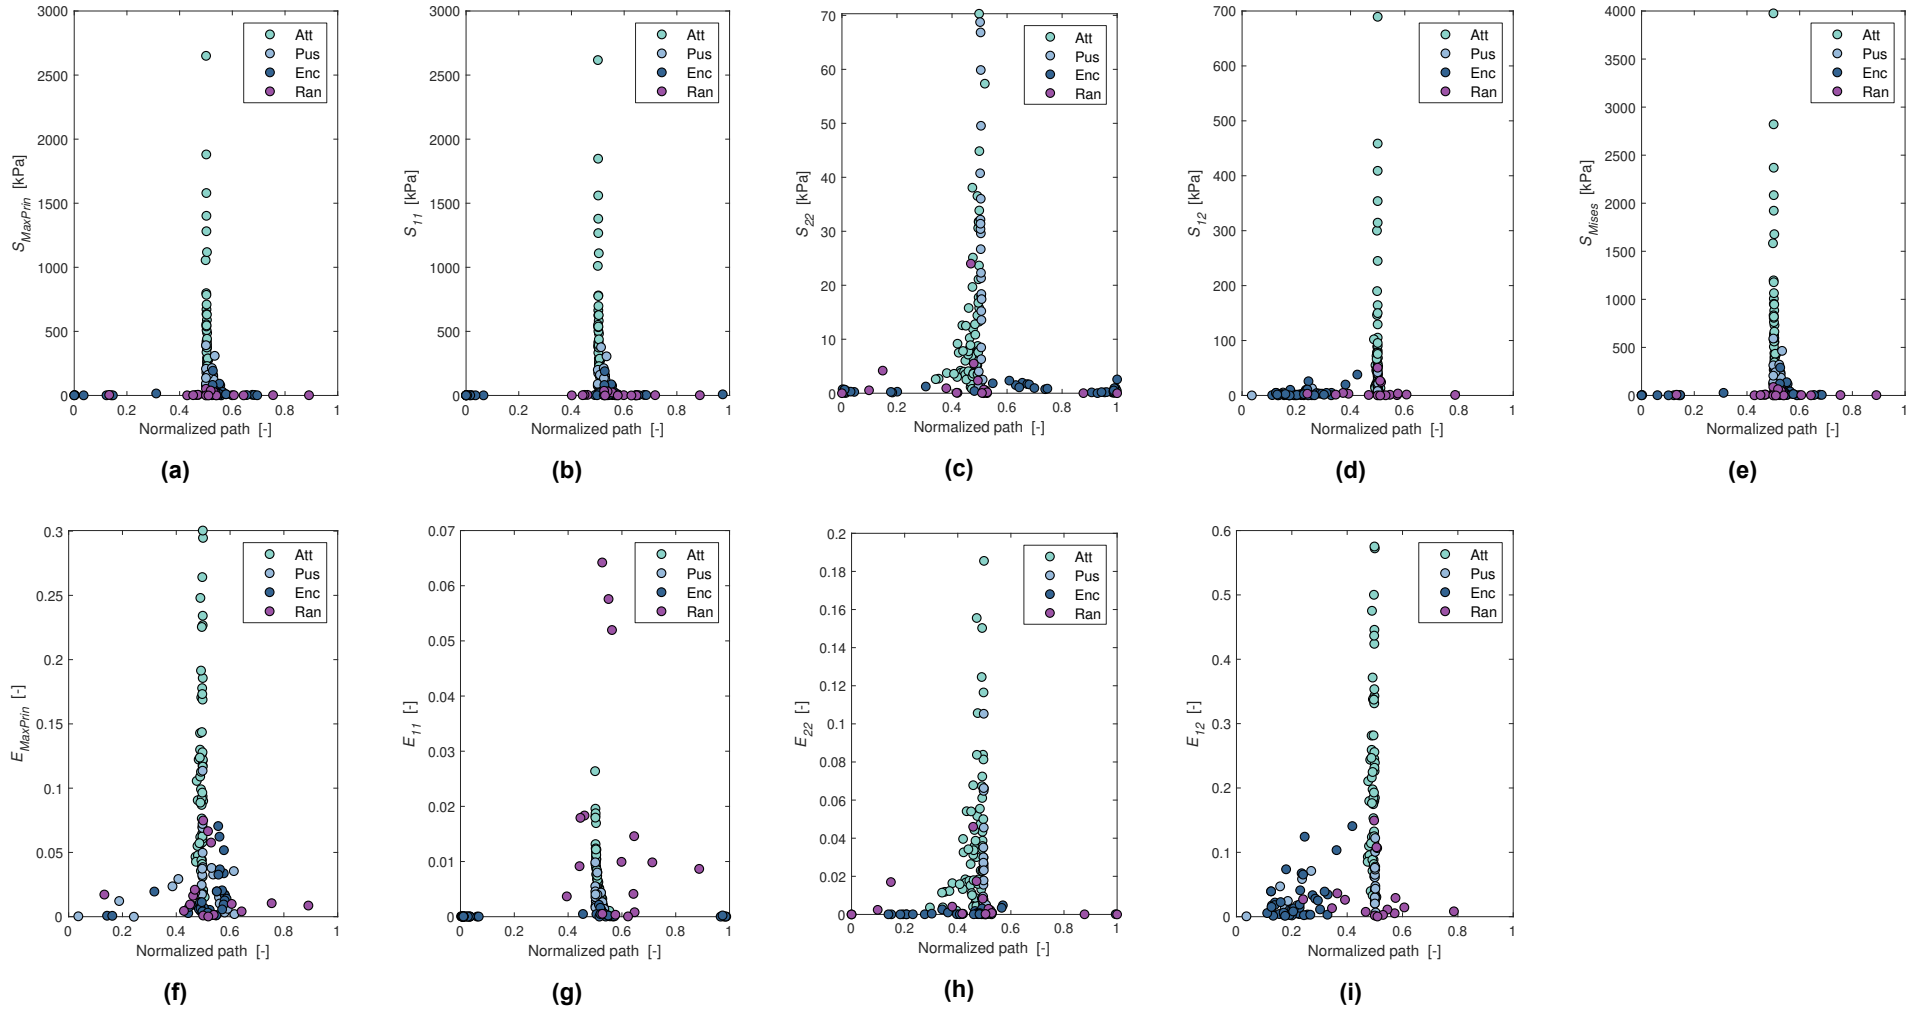 3000
2500
2000
1500
1000
500
0
S_MaxPrin [kPa]
0 0.2 0.4 0.6 0.8 1
Normalized path [-]
Att
Pus
Enc
Ran
(a)
3000
2500
2000
1500
1000
500
0
S_11 [kPa]
0 0.2 0.4 0.6 0.8 1
Normalized path [-]
Att
Pus
Enc
Ran
(b)
70
60
50
40
30
20
10
0
S_22 [kPa]
0 0.2 0.4 0.6 0.8 1
Normalized path [-]
Att
Pus
Enc
Ran
(c)
700
600
500
400
300
200
100
0
S_12 [kPa]
0 0.2 0.4 0.6 0.8 1
Normalized path [-]
Att
Pus
Enc
Ran
(d)
4000
3500
3000
2500
2000
1500
1000
500
0
S_Mises [kPa]
0 0.2 0.4 0.6 0.8 1
Normalized path [-]
Att
Pus
Enc
Ran
(e)
0.3
0.25
0.2
0.15
0.1
0.05
0
E_MaxPrin [-]
0 0.2 0.4 0.6 0.8 1
Normalized path [-]
Att
Pus
Enc
Ran
(f)
0.07
0.06
0.05
0.04
0.03
0.02
0.01
0
E_11 [-]
0 0.2 0.4 0.6 0.8 1
Normalized path [-]
Att
Pus
Enc
Ran
(g)
0.2
0.18
0.16
0.14
0.12
0.1
0.08
0.06
0.04
0.02
0
E_22 [-]
0 0.2 0.4 0.6 0.8 1
Normalized path [-]
Att
Pus
Enc
Ran
(h)
0.6
0.5
0.4
0.3
0.2
0.1
0
E_12 [-]
0 0.2 0.4 0.6 0.8 1
Normalized path [-]
Att
Pus
Enc
Ran
(i)